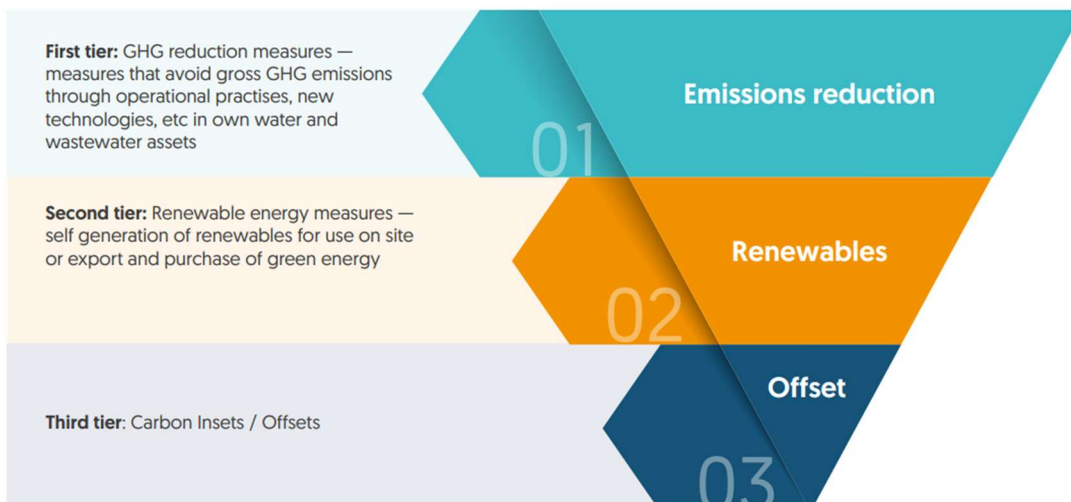 First tier: GHG reduction measures —
measures that avoid gross GHG emissions
through operational practises, new
technologies, etc in own water and
wastewater assets
01
Emissions reduction
Second tier: Renewable energy measures —
self generation of renewables for use on site
or export and purchase of green energy
02
Renewables
Third tier: Carbon Insets / Offsets
03
Offset